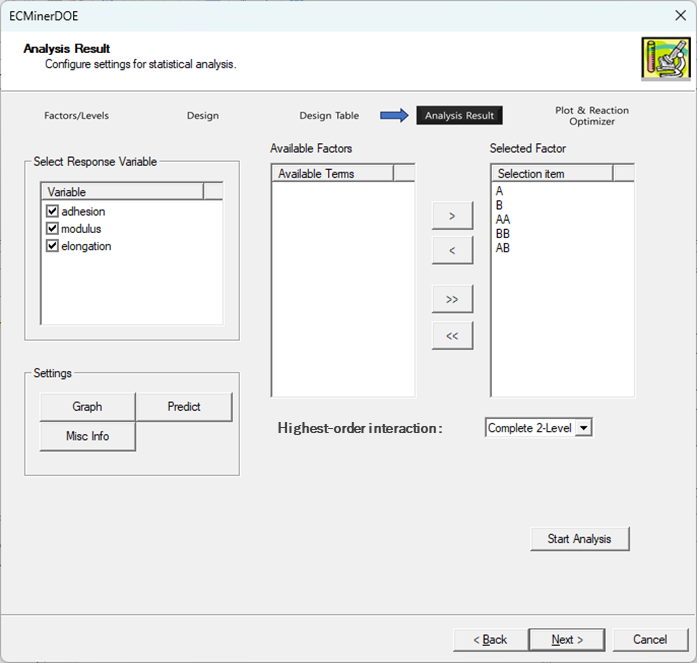 ECMinerDOE
Analysis Result
Configure settings for statistical analysis.
Factors/Levels
Design
Design Table
Analysis Result
Plot & Reaction
Optimizer
Select Response Variable
Variable
adhesion
modulus
elongation
Settings
Graph
Predict
Misc Info
Available Factors
Available Terms
>
<
>>
<<
Selected Factor
Selection item
A
B
AA
BB
AB
Highest-order interaction:
Complete 2-Level
Start Analysis
< Back
Next >
Cancel